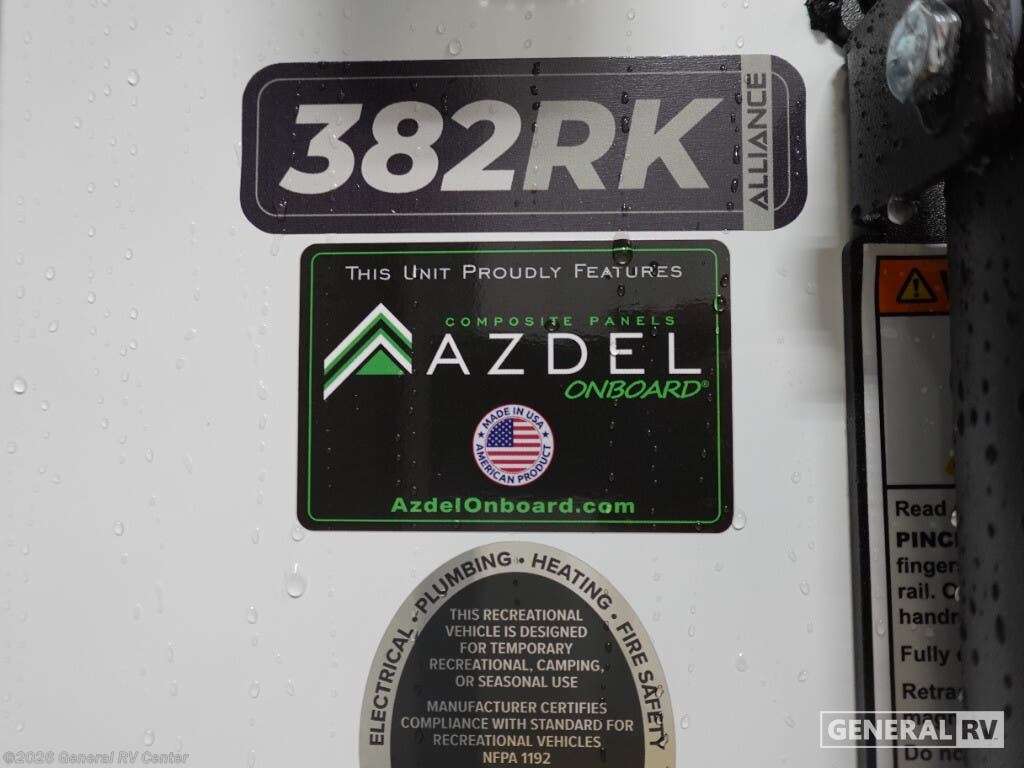 382RK
ALLIANCE
THIS UNIT PROUDLY FEATURES
COMPOSITE PANELS
AZDEL
ONBOARD®
MADE IN USA
AMERICAN PRODUCT
AzdelOnboard.com
ELECTRICAL • PLUMBING • HEATING • FIRE SAFETY
THIS RECREATIONAL
VEHICLE IS DESIGNED
FOR TEMPORARY
RECREATIONAL, CAMPING,
OR SEASONAL USE
MANUFACTURER CERTIFIES
COMPLIANCE WITH STANDARD FOR
RECREATIONAL VEHICLES
NFPA 1192
Read
rail.
Fully
GENERAL RV
©2026 General RV Center